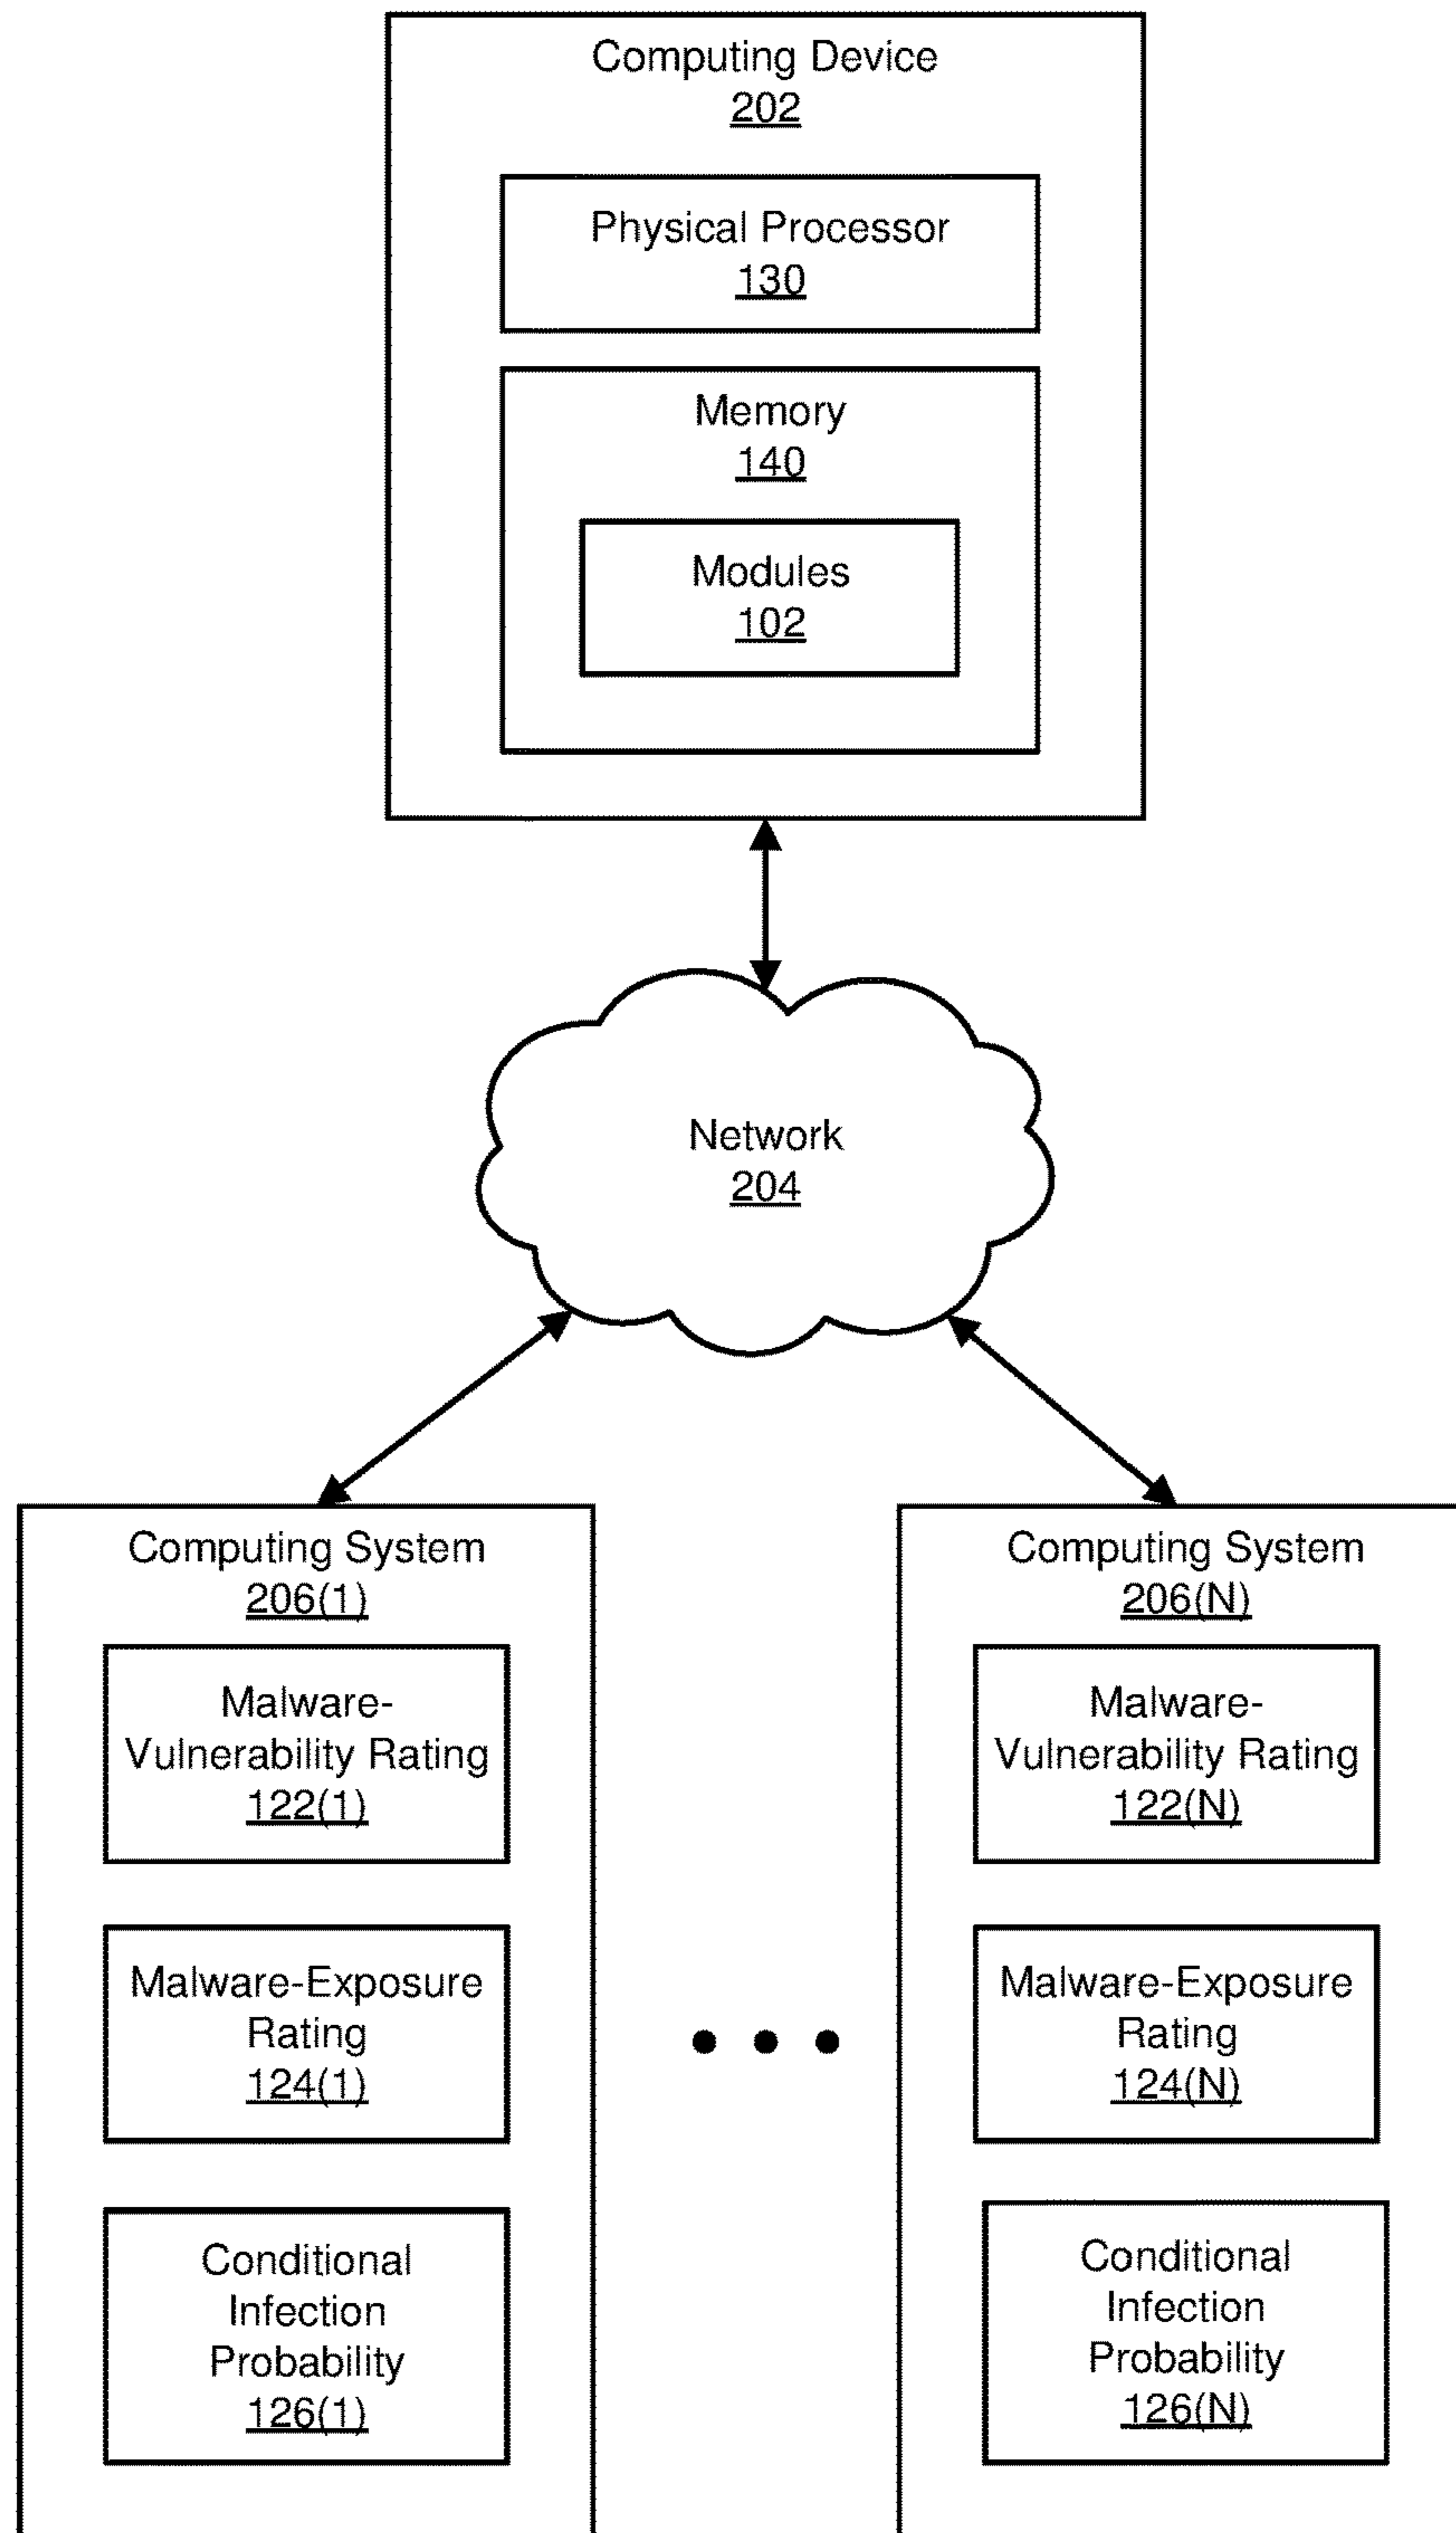 Computing Device
202
Physical Processor
130
Memory
140
Modules
102
Network
204
Computing System
206(1)
Malware-
Vulnerability Rating
122(1)
Malware-Exposure
Rating
124(1)
Conditional
Infection
Probability
126(1)
Computing System
206(N)
Malware-
Vulnerability Rating
122(N)
Malware-Exposure
Rating
124(N)
Conditional
Infection
Probability
126(N)